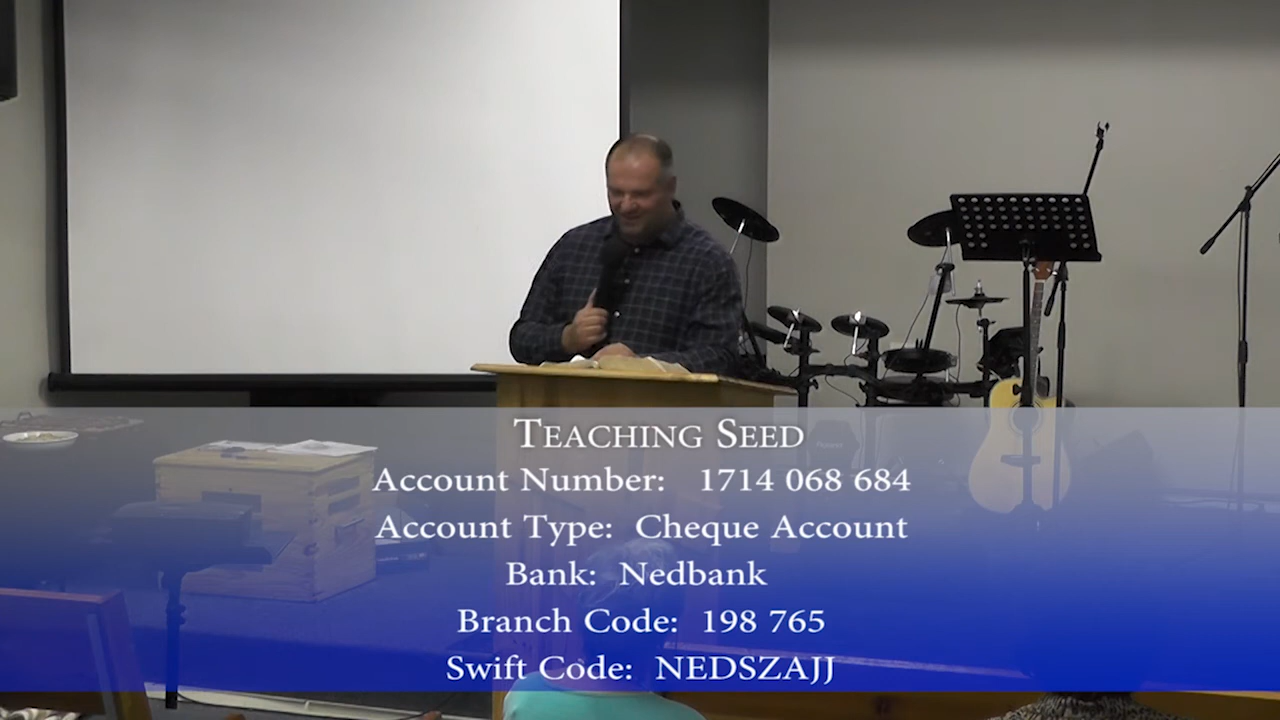 Teaching Seed
Account Number: 1714 068 684
Account Type: Cheque Account
Bank: Nedbank
Branch Code: 198 765
Swift Code: NEDSZAJJ